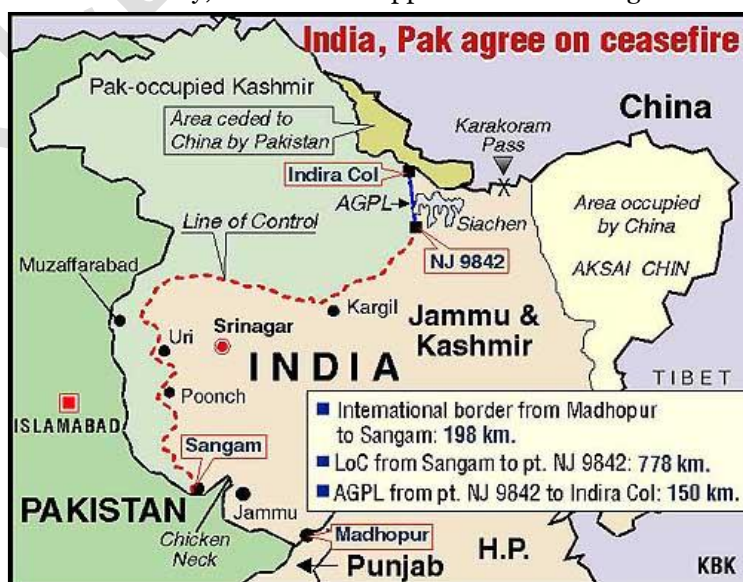 India, Pak agree on ceasefire
Pak-occupied Kashmir
Area ceded to
China by Pakistan
Karakoram
Pass
China
Indira Col
AGPL
Siachen
Area occupied
by China
AKSAI CHIN
Line of Control
NJ 9842
Muzaffarabad
Kargil
Jammu &
Kashmir
Uri
Srinagar
INDIA
TIBET
Poonch
ISLAMABAD
International border from Madhopur
to Sangam: 198 km.
LoC from Sangam to pt. NJ 9842: 778 km.
AGPL from pt. NJ 9842 to Indira Col: 150 km.
Sangam
PAKISTAN
Jammu
Chicken
Neck
Madhopur
Punjab
H.P.
KBK